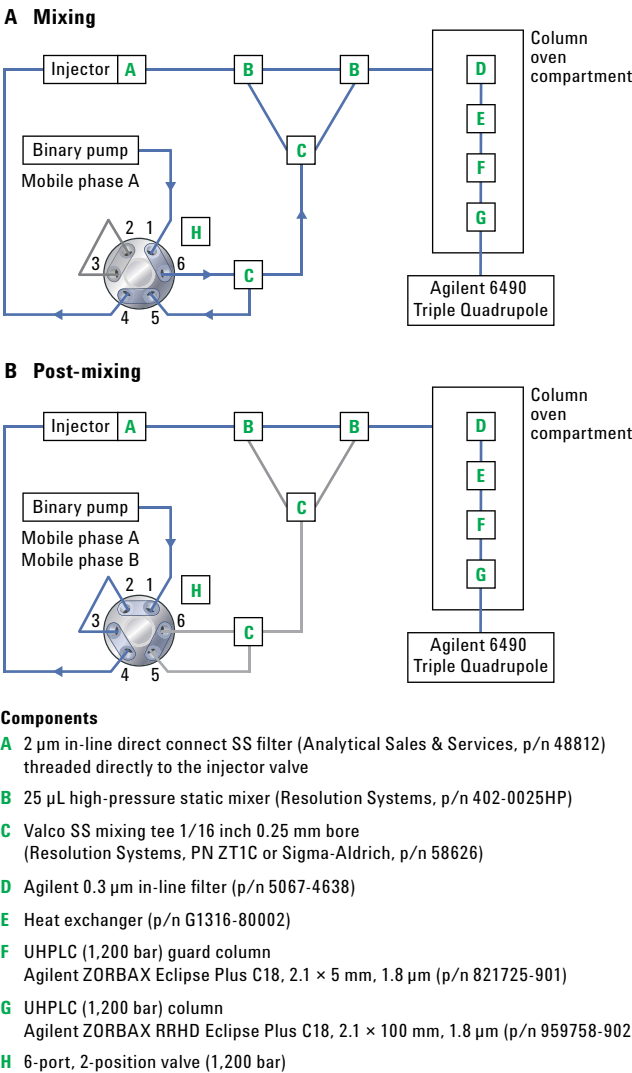 A Mixing
Column
oven
compartment
Injector A
B
B
D
E
F
G
C
Binary pump
Mobile phase A
2 1
H
3
6
C
4 5
Agilent 6490
Triple Quadrupole
B Post-mixing
Column
oven
compartment
Injector A
B
B
D
E
F
G
C
Binary pump
Mobile phase A
Mobile phase B
2 1
H
3
6
C
4 5
Agilent 6490
Triple Quadrupole
Components
A 2 µm in-line direct connect SS filter (Analytical Sales & Services, p/n 48812)
threaded directly to the injector valve
B 25 µL high-pressure static mixer (Resolution Systems, p/n 402-0025HP)
C Valco SS mixing tee 1/16 inch 0.25 mm bore
(Resolution Systems, PN ZT1C or Sigma-Aldrich, p/n 58626)
D Agilent 0.3 µm in-line filter (p/n 5067-4638)
E Heat exchanger (p/n G1316-80002)
F UHPLC (1,200 bar) guard column
Agilent ZORBAX Eclipse Plus C18, 2.1 × 5 mm, 1.8 µm (p/n 821725-901)
G UHPLC (1,200 bar) column
Agilent ZORBAX RRHD Eclipse Plus C18, 2.1 × 100 mm, 1.8 µm (p/n 959758-902
H 6-port, 2-position valve (1,200 bar)